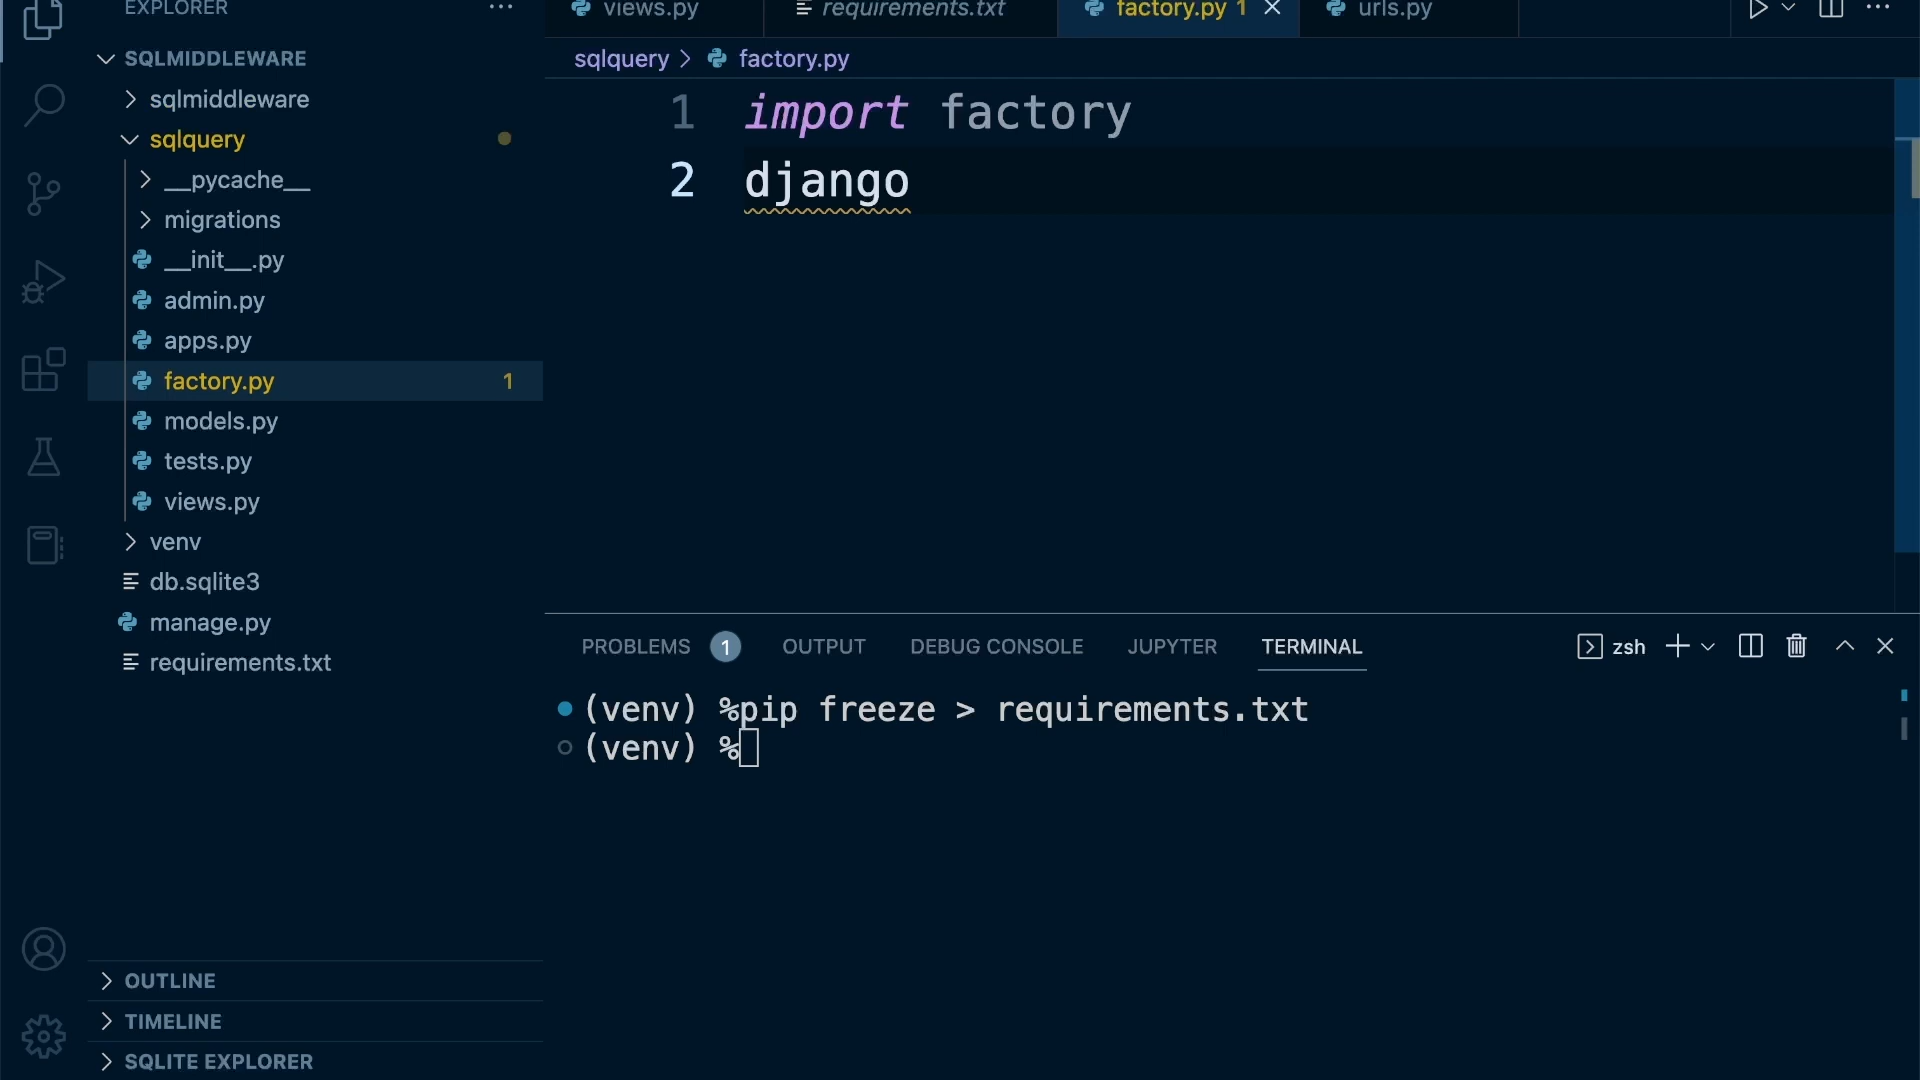 EXPLORER
SQLMIDDLEWARE
sqlmiddleware
sqlquery
__pycache__
migrations
__init__.py
admin.py
apps.py
factory.py 1
models.py
tests.py
views.py
venv
db.sqlite3
manage.py
requirements.txt
OUTLINE
TIMELINE
SQLITE EXPLORER
views.py requirements.txt factory.py 1 urls.py
sqlquery > factory.py
1 import factory
2 django
PROBLEMS 1 OUTPUT DEBUG CONSOLE JUPYTER TERMINAL zsh
(venv) %pip freeze > requirements.txt
(venv) %